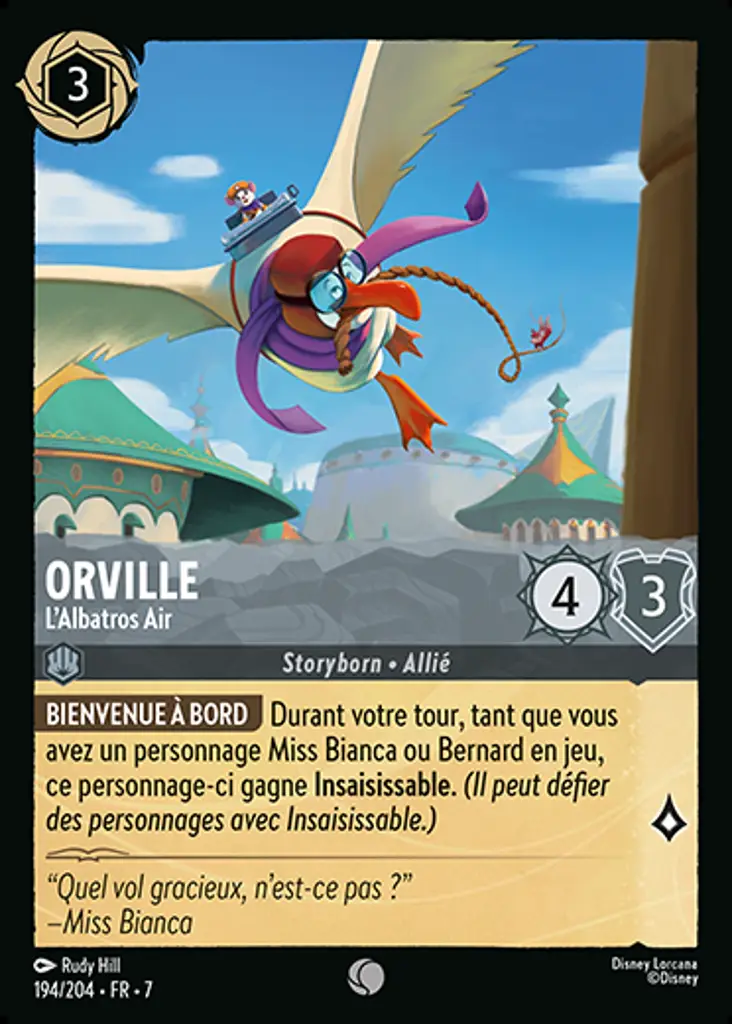 3
ORVILLE
L'Albatros Air
4
3
Storyborn • Allié
BIENVENUE À BORD Durant votre tour, tant que vous
avez un personnage Miss Bianca ou Bernard en jeu,
ce personnage-ci gagne Insaisissable. (Il peut défier
des personnages avec Insaisissable.)
“Quel vol gracieux, n'est-ce pas ?”
–Miss Bianca
Rudy Hill
194/204 • FR • 7
Disney Lorcana
©Disney